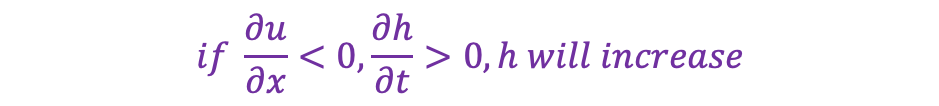 if ∂u/∂x < 0, ∂h/∂t > 0, h will increase